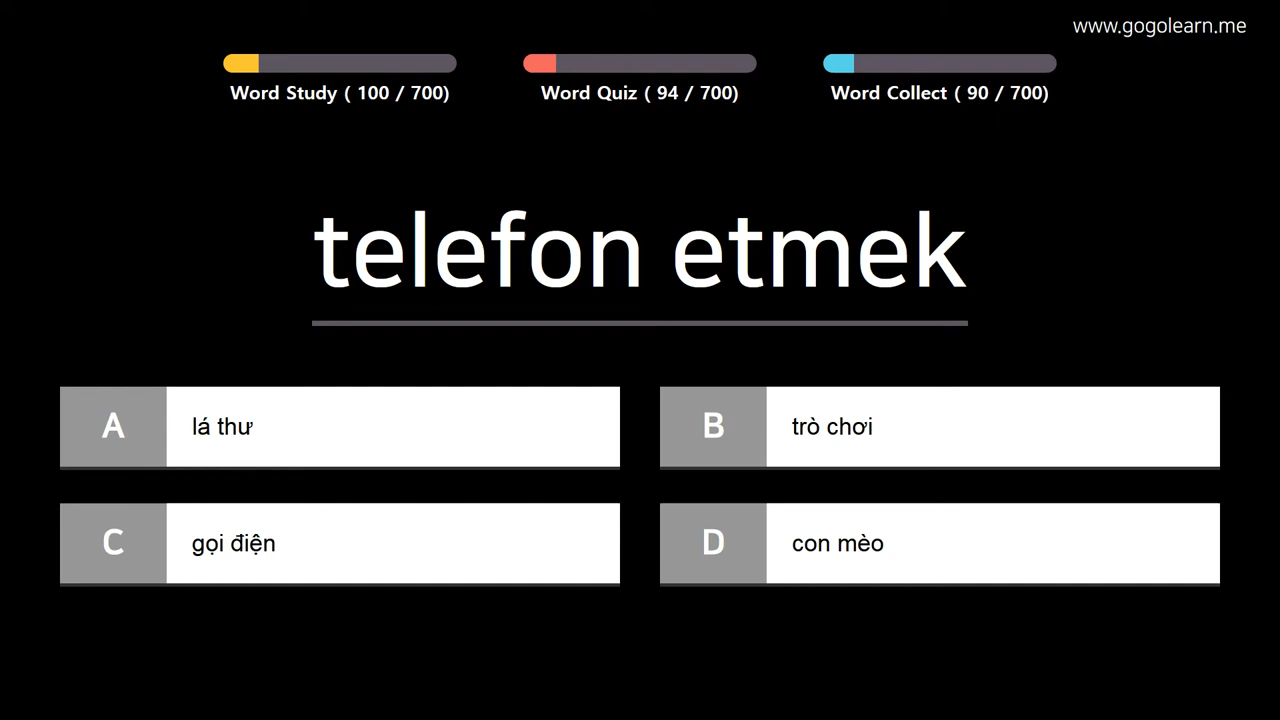 www.gogolearn.me
Word Study ( 100 / 700)
Word Quiz ( 94 / 700)
Word Collect ( 90 / 700)
telefon etmek
A lá thư
B trò chơi
C gọi điện
D con mèo